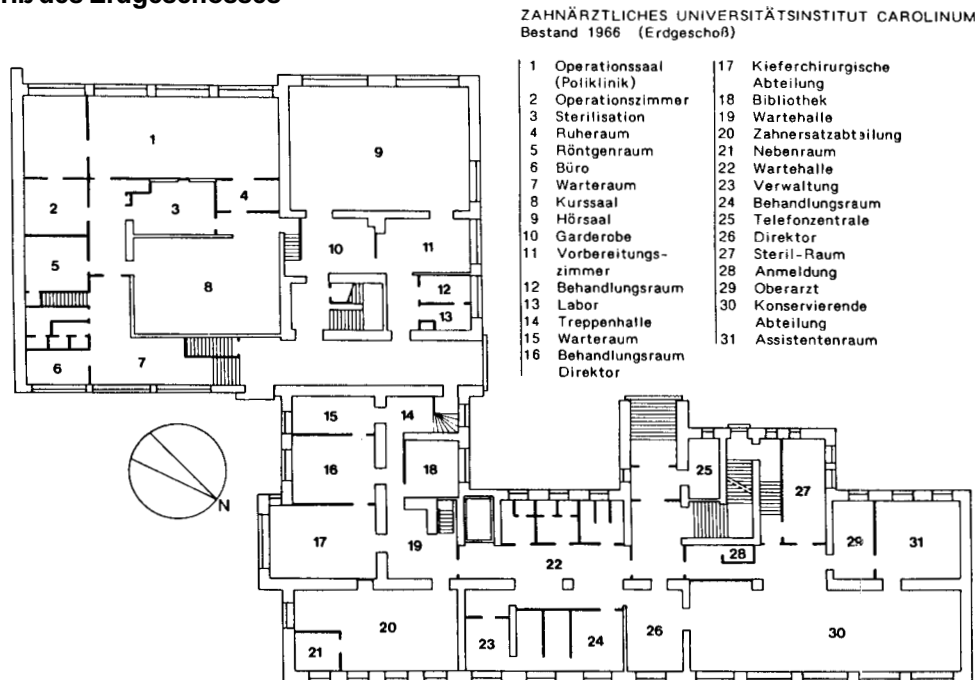 riß des Erdgeschosses
ZAHNÄRZTLICHES UNIVERSITÄTSINSTITUT CAROLINUM
Bestand 1966 (Erdgeschoß)
1 Operationssaal
(Poliklinik)
2 Operationszimmer
3 Sterilisation
4 Ruheraum
5 Röntgenraum
6 Büro
7 Warteraum
8 Kurssaal
9 Hörsaal
10 Garderobe
11 Vorbereitungs-
zimmer
12 Behandlungsraum
13 Labor
14 Treppenhalle
15 Warteraum
16 Behandlungsraum
Direktor
17 Kieferchirurgische
Abteilung
18 Bibliothek
19 Wartehalle
20 Zahnersatzabteilung
21 Nebenraum
22 Wartehalle
23 Verwaltung
24 Behandlungsraum
25 Telefonzentrale
26 Direktor
27 Steril-Raum
28 Anmeldung
29 Oberarzt
30 Konservierende
Abteilung
31 Assistentenraum
1
9
2
3
4
10
11
5
8
12
13
6
7
15
14
16
18
25
27
N
17
19
22
28
29
31
20
21
23
24
26
30